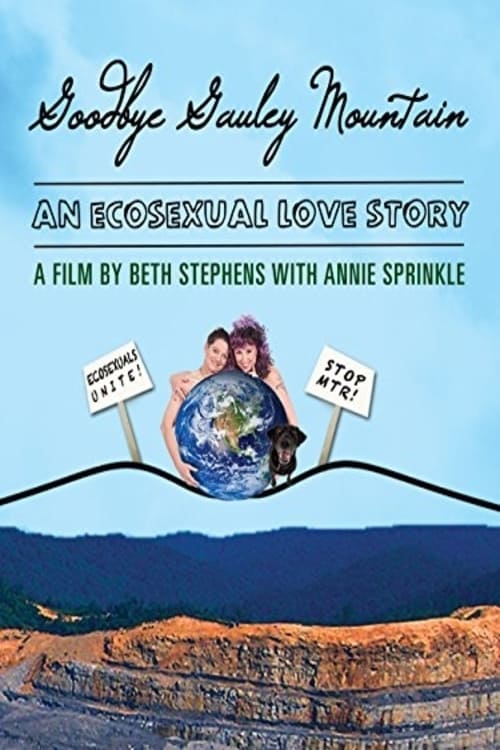 Goodbye Gauley Mountain
AN ECOSEXUAL LOVE STORY
A FILM BY BETH STEPHENS WITH ANNIE SPRINKLE
ECOSEXUALS
UNITE!
STOP
MTR!